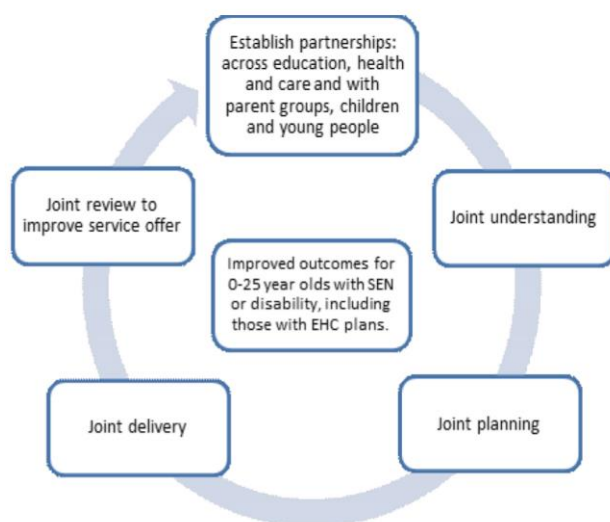 Establish partnerships:
across education, health
and care and with
parent groups, children
and young people
Joint understanding
Joint planning
Joint delivery
Joint review to
improve service offer
Improved outcomes for
0-25 year olds with SEN
or disability, including
those with EHC plans.